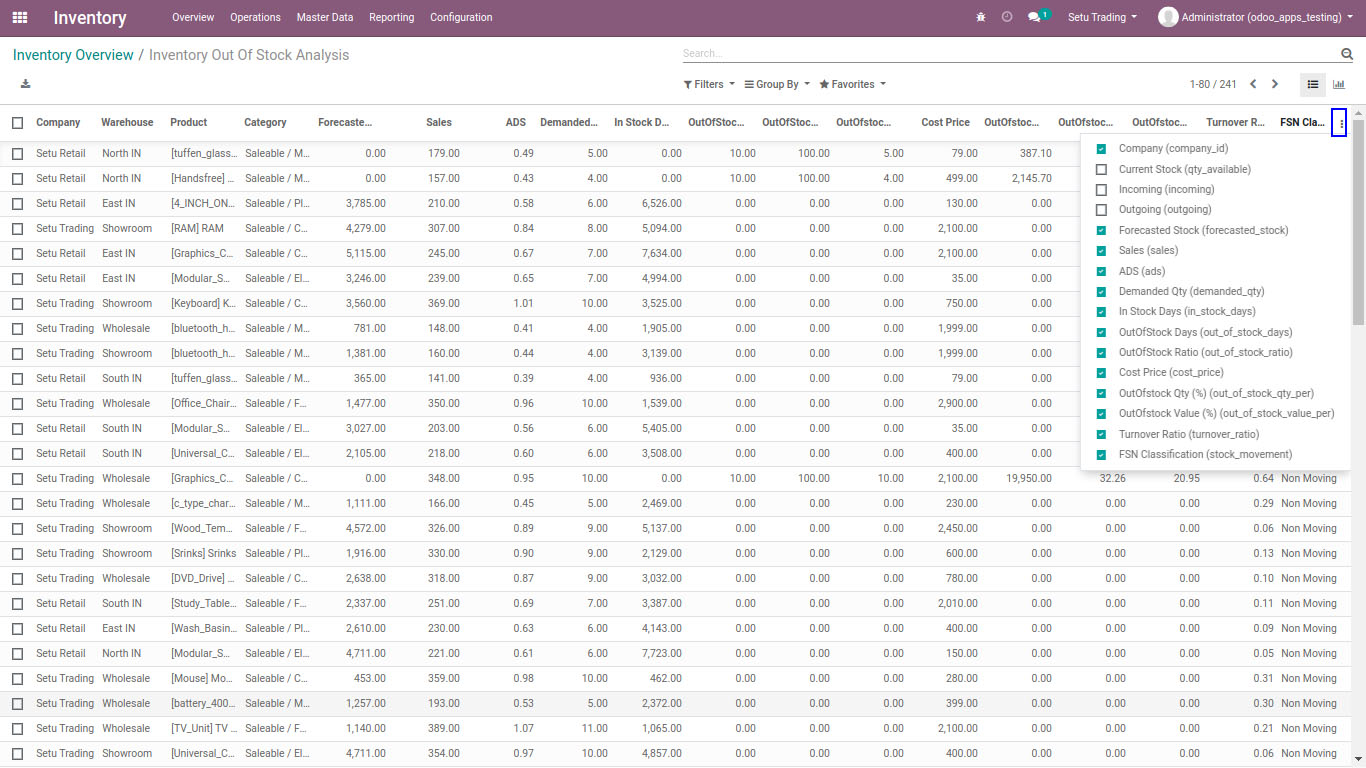 Inventory Overview Operations Master Data Reporting Configuration 1 Setu Trading Administrator (odoo_apps_testing)
Inventory Overview / Inventory Out Of Stock Analysis Search...
Filters Group By Favorites 1-80 / 241
Company Warehouse Product Category Forecaste... Sales ADS Demanded... In Stock D... OutOfStoc... OutOfStoc... OutOfstoc... Cost Price OutOfstoc... OutOfstoc... OutOfstoc... Turnover R... FSN Cla...
Setu Retail North IN [tuffen_glass... Saleable / M... 0.00 179.00 0.49 5.00 0.00 10.00 100.00 5.00 79.00 387.10
Setu Retail North IN [Handsfree] ... Saleable / M... 0.00 157.00 0.43 4.00 0.00 10.00 100.00 4.00 499.00 2,145.70
Setu Retail East IN [4_INCH_ON... Saleable / Pl... 3,785.00 210.00 0.58 6.00 6,526.00 0.00 0.00 0.00 130.00 0.00
Setu Trading Showroom [RAM] RAM Saleable / C... 4,279.00 307.00 0.84 8.00 5,094.00 0.00 0.00 0.00 2,100.00 0.00
Setu Retail East IN [Graphics_C... Saleable / C... 5,115.00 245.00 0.67 7.00 7,634.00 0.00 0.00 0.00 2,100.00 0.00
Setu Retail East IN [Modular_S... Saleable / El... 3,246.00 239.00 0.65 7.00 4,994.00 0.00 0.00 0.00 35.00 0.00
Setu Trading Showroom [Keyboard] K... Saleable / C... 3,560.00 369.00 1.01 10.00 3,525.00 0.00 0.00 0.00 750.00 0.00
Setu Trading Wholesale [bluetooth_h... Saleable / M... 781.00 148.00 0.41 4.00 1,905.00 0.00 0.00 0.00 1,999.00 0.00
Setu Trading Showroom [bluetooth_h... Saleable / M... 1,381.00 160.00 0.44 4.00 3,139.00 0.00 0.00 0.00 1,999.00 0.00
Setu Retail South IN [tuffen_glass... Saleable / M... 365.00 141.00 0.39 4.00 936.00 0.00 0.00 0.00 79.00 0.00
Setu Trading Wholesale [Office_Chair... Saleable / F... 1,477.00 350.00 0.96 10.00 1,539.00 0.00 0.00 0.00 2,900.00 0.00
Setu Retail South IN [Modular_S... Saleable / El... 3,027.00 203.00 0.56 6.00 5,405.00 0.00 0.00 0.00 35.00 0.00
Setu Retail South IN [Universal_C... Saleable / El... 2,105.00 218.00 0.60 6.00 3,508.00 0.00 0.00 0.00 400.00 0.00
Company (company_id)
Current Stock (qty_available)
Incoming (incoming)
Outgoing (outgoing)
Forecasted Stock (forecasted_stock)
Sales (sales)
ADS (ads)
Demanded Qty (demanded_qty)
In Stock Days (in_stock_days)
OutOfStock Days (out_of_stock_days)
OutOfStock Ratio (out_of_stock_ratio)
Cost Price (cost_price)
OutOfstock Qty (%) (out_of_stock_qty_per)
OutOfstock Value (%) (out_of_stock_value_per)
Turnover Ratio (turnover_ratio)
FSN Classification (stock_movement)
Setu Trading Wholesale [Graphics_C... Saleable / C... 0.00 348.00 0.95 10.00 0.00 10.00 100.00 10.00 2,100.00 19,950.00 32.26 20.95 0.64 Non Moving
Setu Trading Wholesale [c_type_char... Saleable / M... 1,111.00 166.00 0.45 5.00 2,469.00 0.00 0.00 0.00 230.00 0.00 0.00 0.00 0.29 Non Moving
Setu Trading Showroom [Wood_Tem... Saleable / F... 4,572.00 326.00 0.89 9.00 5,137.00 0.00 0.00 0.00 2,450.00 0.00 0.00 0.00 0.06 Non Moving
Setu Trading Showroom [Srinks] Srinks Saleable / Pl... 1,916.00 330.00 0.90 9.00 2,129.00 0.00 0.00 0.00 600.00 0.00 0.00 0.00 0.13 Non Moving
Setu Trading Wholesale [DVD_Drive] ... Saleable / C... 2,638.00 318.00 0.87 9.00 3,032.00 0.00 0.00 0.00 780.00 0.00 0.00 0.00 0.10 Non Moving
Setu Retail South IN [Study_Table... Saleable / F... 2,337.00 251.00 0.69 7.00 3,387.00 0.00 0.00 0.00 2,010.00 0.00 0.00 0.00 0.11 Non Moving
Setu Retail East IN [Wash_Basin... Saleable / Pl... 2,610.00 230.00 0.63 6.00 4,143.00 0.00 0.00 0.00 400.00 0.00 0.00 0.00 0.09 Non Moving
Setu Retail North IN [Modular_S... Saleable / El... 4,711.00 221.00 0.61 6.00 7,723.00 0.00 0.00 0.00 150.00 0.00 0.00 0.00 0.05 Non Moving
Setu Trading Wholesale [Mouse] Mo... Saleable / C... 453.00 359.00 0.98 10.00 462.00 0.00 0.00 0.00 280.00 0.00 0.00 0.00 0.31 Non Moving
Setu Trading Wholesale [battery_400... Saleable / M... 1,257.00 193.00 0.53 5.00 2,372.00 0.00 0.00 0.00 399.00 0.00 0.00 0.00 0.30 Non Moving
Setu Trading Wholesale [TV_Unit] TV ... Saleable / F... 1,140.00 389.00 1.07 11.00 1,065.00 0.00 0.00 0.00 2,100.00 0.00 0.00 0.00 0.21 Non Moving
Setu Trading Showroom [Universal_C... Saleable / El... 4,711.00 354.00 0.97 10.00 4,857.00 0.00 0.00 0.00 400.00 0.00 0.00 0.00 0.06 Non Moving